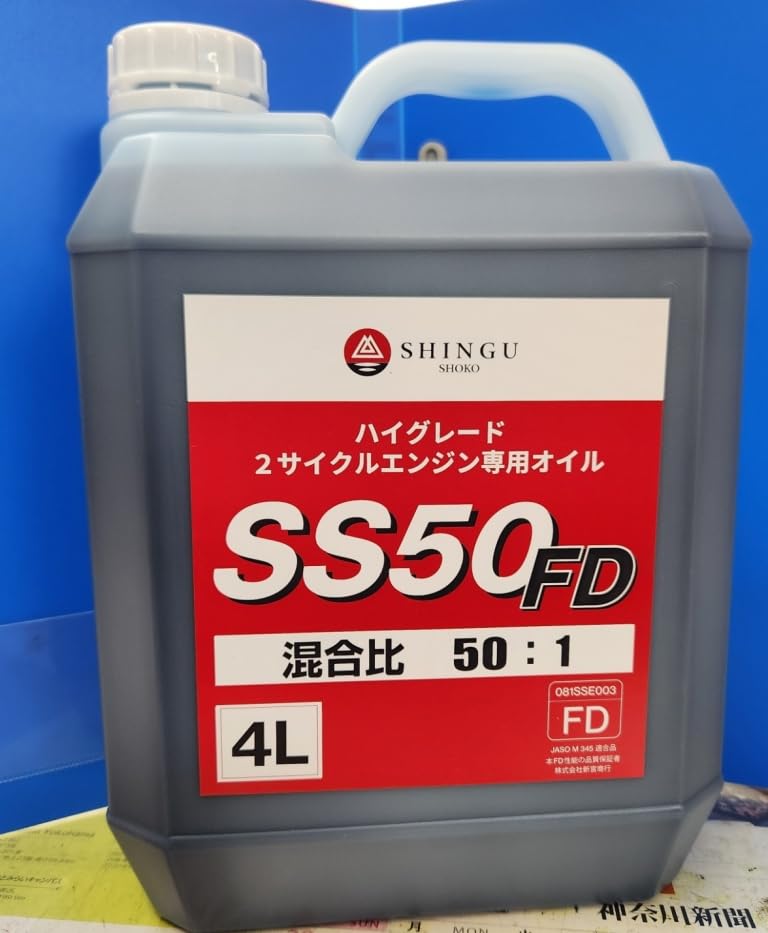 SHINGU
SHOKO
ハイグレード
2サイクルエンジン専用オイル
SS50FD
混合比 50:1
4L
081SSE003
FD
JASO M 345 適合品
本FD性能の品質保証者
株式会社新宮商行
神奈川新聞
SUN 月 MON